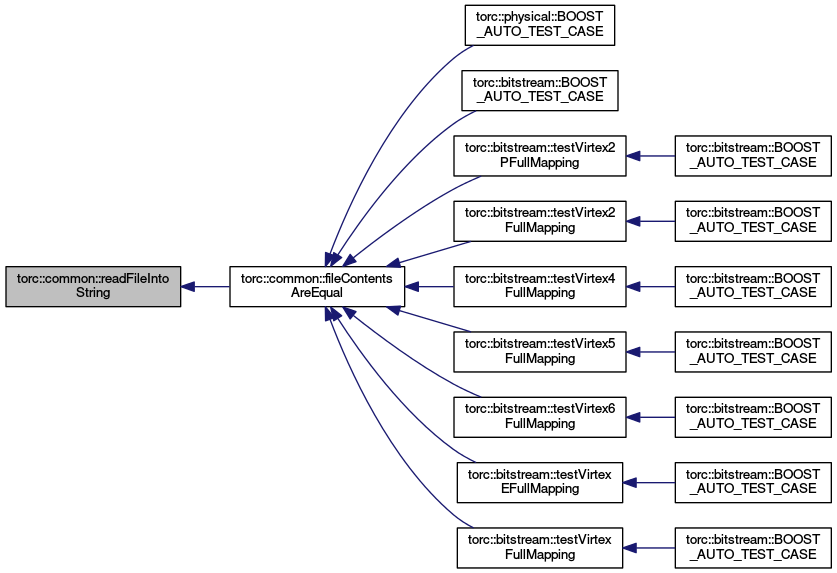 torc::physical::BOOST
_AUTO_TEST_CASE
torc::bitstream::BOOST
_AUTO_TEST_CASE
torc::bitstream::testVirtex2
PFullMapping
torc::bitstream::BOOST
_AUTO_TEST_CASE
torc::bitstream::testVirtex2
FullMapping
torc::bitstream::BOOST
_AUTO_TEST_CASE
torc::common::readFileInto
String
torc::common::fileContents
AreEqual
torc::bitstream::testVirtex4
FullMapping
torc::bitstream::BOOST
_AUTO_TEST_CASE
torc::bitstream::testVirtex5
FullMapping
torc::bitstream::BOOST
_AUTO_TEST_CASE
torc::bitstream::testVirtex6
FullMapping
torc::bitstream::BOOST
_AUTO_TEST_CASE
torc::bitstream::testVirtex
EFullMapping
torc::bitstream::BOOST
_AUTO_TEST_CASE
torc::bitstream::testVirtex
FullMapping
torc::bitstream::BOOST
_AUTO_TEST_CASE